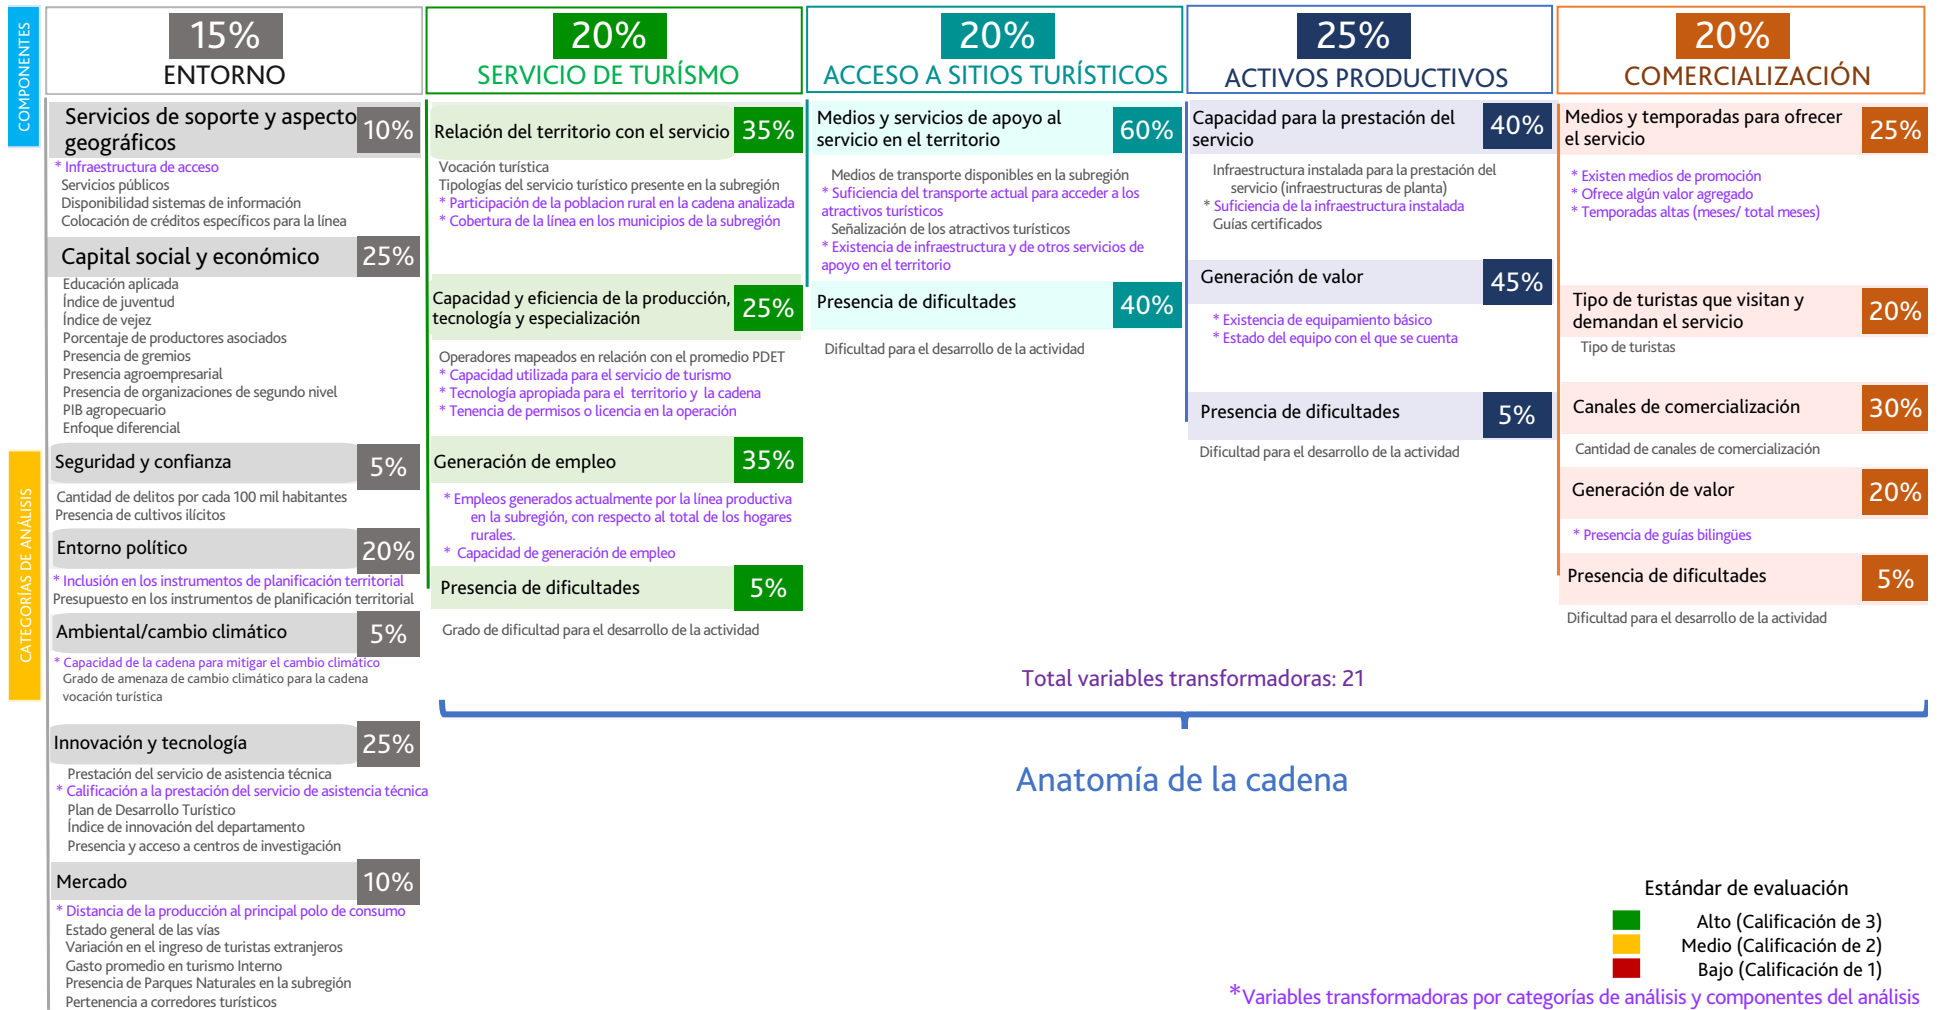 COMPONENTES
CATEGORÍAS DE ANÁLISIS
15%
ENTORNO
Servicios de soporte y aspecto
geográficos
10%
* Infraestructura de acceso
Servicios públicos
Disponibilidad sistemas de información
Colocación de créditos específicos para la línea
Capital social y económico
25%
Educación aplicada
Índice de juventud
Índice de vejez
Porcentaje de productores asociados
Presencia de gremios
Presencia agroempresarial
Presencia de organizaciones de segundo nivel
PIB agropecuario
Enfoque diferencial
Seguridad y confianza
5%
Cantidad de delitos por cada 100 mil habitantes
Presencia de cultivos ilícitos
Entorno político
20%
* Inclusión en los instrumentos de planificación territorial
Presupuesto en los instrumentos de planificación territorial
Ambiental/cambio climático
5%
* Capacidad de la cadena para mitigar el cambio climático
Grado de amenaza de cambio climático para la cadena
vocación turística
Innovación y tecnología
25%
Prestación del servicio de asistencia técnica
* Calificación a la prestación del servicio de asistencia técnica
Plan de Desarrollo Turístico
Índice de innovación del departamento
Presencia y acceso a centros de investigación
Mercado
10%
* Distancia de la producción al principal polo de consumo
Estado general de las vías
Variación en el ingreso de turistas extranjeros
Gasto promedio en turismo Interno
Presencia de Parques Naturales en la subregión
Pertenencia a corredores turísticos
20%
SERVICIO DE TURÍSMO
Relación del territorio con el servicio
35%
Vocación turística
Tipologías del servicio turístico presente en la subregión
* Participación de la poblacion rural en la cadena analizada
* Cobertura de la línea en los municipios de la subregión
Capacidad y eficiencia de la producción,
tecnología y especialización
25%
Operadores mapeados en relación con el promedio PDET
* Capacidad utilizada para el servicio de turismo
* Tecnología apropiada para el territorio y la cadena
* Tenencia de permisos o licencia en la operación
Generación de empleo
35%
* Empleos generados actualmente por la línea productiva
en la subregión, con respecto al total de los hogares
rurales.
* Capacidad de generación de empleo
Presencia de dificultades
5%
Grado de dificultad para el desarrollo de la actividad
20%
ACCESO A SITIOS TURÍSTICOS
Medios y servicios de apoyo al
servicio en el territorio
60%
Medios de transporte disponibles en la subregión
* Suficiencia del transporte actual para acceder a los
atractivos turísticos
Señalización de los atractivos turísticos
* Existencia de infraestructura y de otros servicios de
apoyo en el territorio
Presencia de dificultades
40%
Dificultad para el desarrollo de la actividad
25%
ACTIVOS PRODUCTIVOS
Capacidad para la prestación del
servicio
40%
Infraestructura instalada para la prestación del
servicio (infraestructuras de planta)
* Suficiencia de la infraestructura instalada
Guías certificados
Generación de valor
45%
* Existencia de equipamiento básico
* Estado del equipo con el que se cuenta
Presencia de dificultades
5%
Dificultad para el desarrollo de la actividad
20%
COMERCIALIZACIÓN
Medios y temporadas para ofrecer
el servicio
25%
* Existen medios de promoción
* Ofrece algún valor agregado
* Temporadas altas (meses/ total meses)
Tipo de turistas que visitan y
demandan el servicio
20%
Tipo de turistas
Canales de comercialización
30%
Cantidad de canales de comercialización
Generación de valor
20%
* Presencia de guías bilingües
Presencia de dificultades
5%
Dificultad para el desarrollo de la actividad
Total variables transformadoras: 21
Anatomía de la cadena
Estándar de evaluación
Alto (Calificación de 3)
Medio (Calificación de 2)
Bajo (Calificación de 1)
*Variables transformadoras por categorías de análisis y componentes del análisis